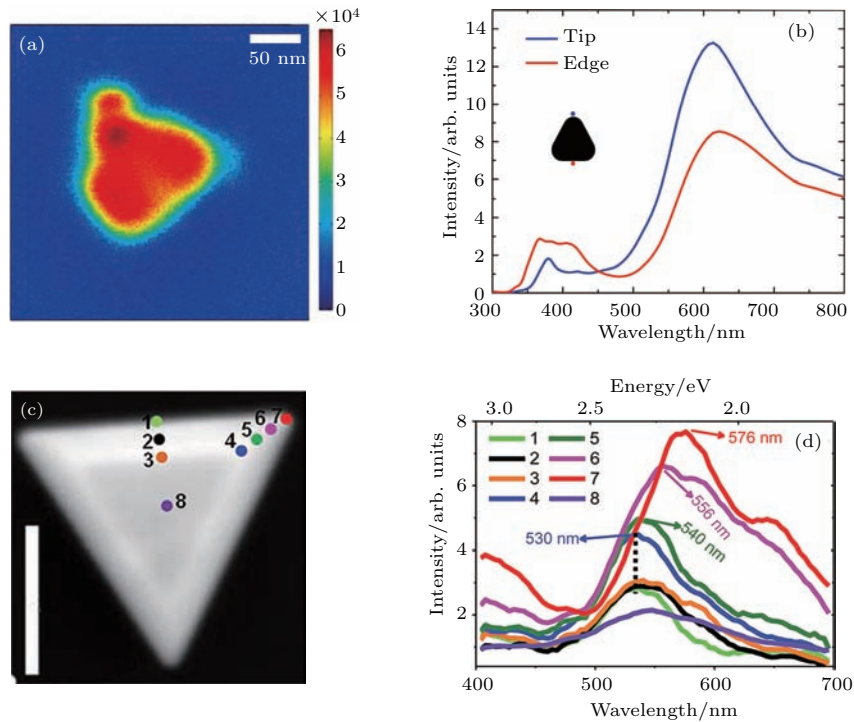 (a)
50 nm
×10⁴
6
5
4
3
2
1
0
(b)
Tip
Edge
Intensity/arb. units
14
12
10
8
6
4
2
0
300 400 500 600 700 800
Wavelength/nm
(c)
1
2
3
4
5
6
7
8
Energy/eV
3.0 2.5 2.0
(d)
1 5
2 6
3 7
4 8
576 nm
556 nm
540 nm
530 nm
Intensity/arb. units
8
6
4
2
400 500 600 700
Wavelength/nm